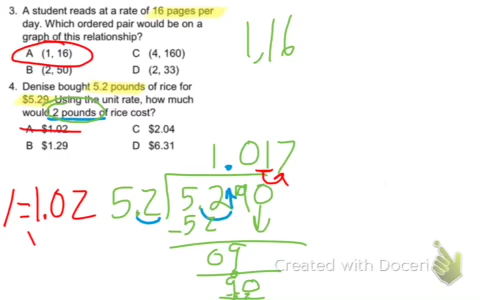 3. A student reads at a rate of 16 pages per
day. Which ordered pair would be on a
graph of this relationship?
A (1, 16) C (4, 160)
B (2, 50) D (2, 33)
1,16
4. Denise bought 5.2 pounds of rice for
$5.29. Using the unit rate, how much
would 2 pounds of rice cost?
A $1.02 C $2.04
B $1.29 D $6.31
1.017
1=1.02
5.2 5.290
-52
09
90
Created with Doceri